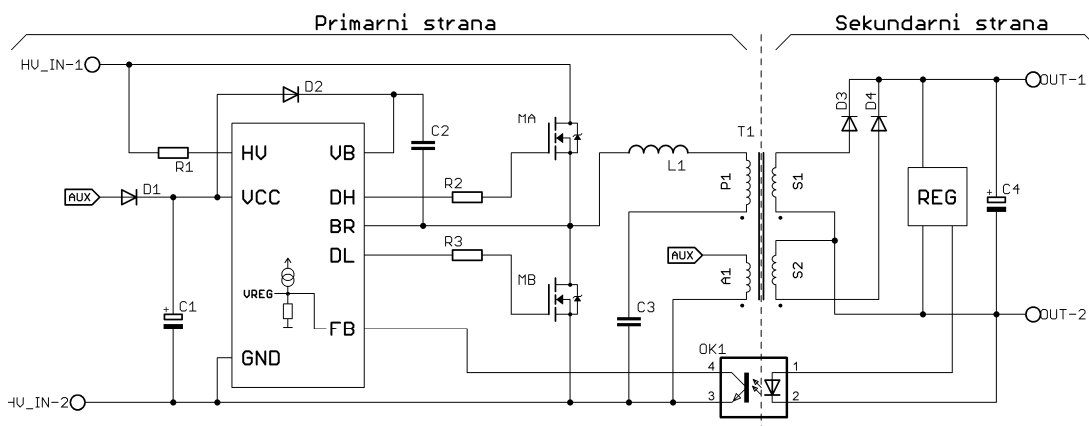 Primarni strana
Sekundarni strana
HV_IN-1
D2
D3
D4
OUT-1
C2
MA
T1
HV
VB
R1
L1
P1
S1
AUX
D1
VCC
DH
R2
REG
C4
+
BR
DL
R3
AUX
A1
S2
MB
VREG
C1
+
C3
OUT-2
FB
GND
OK1
4
1
HV_IN-2
3
2